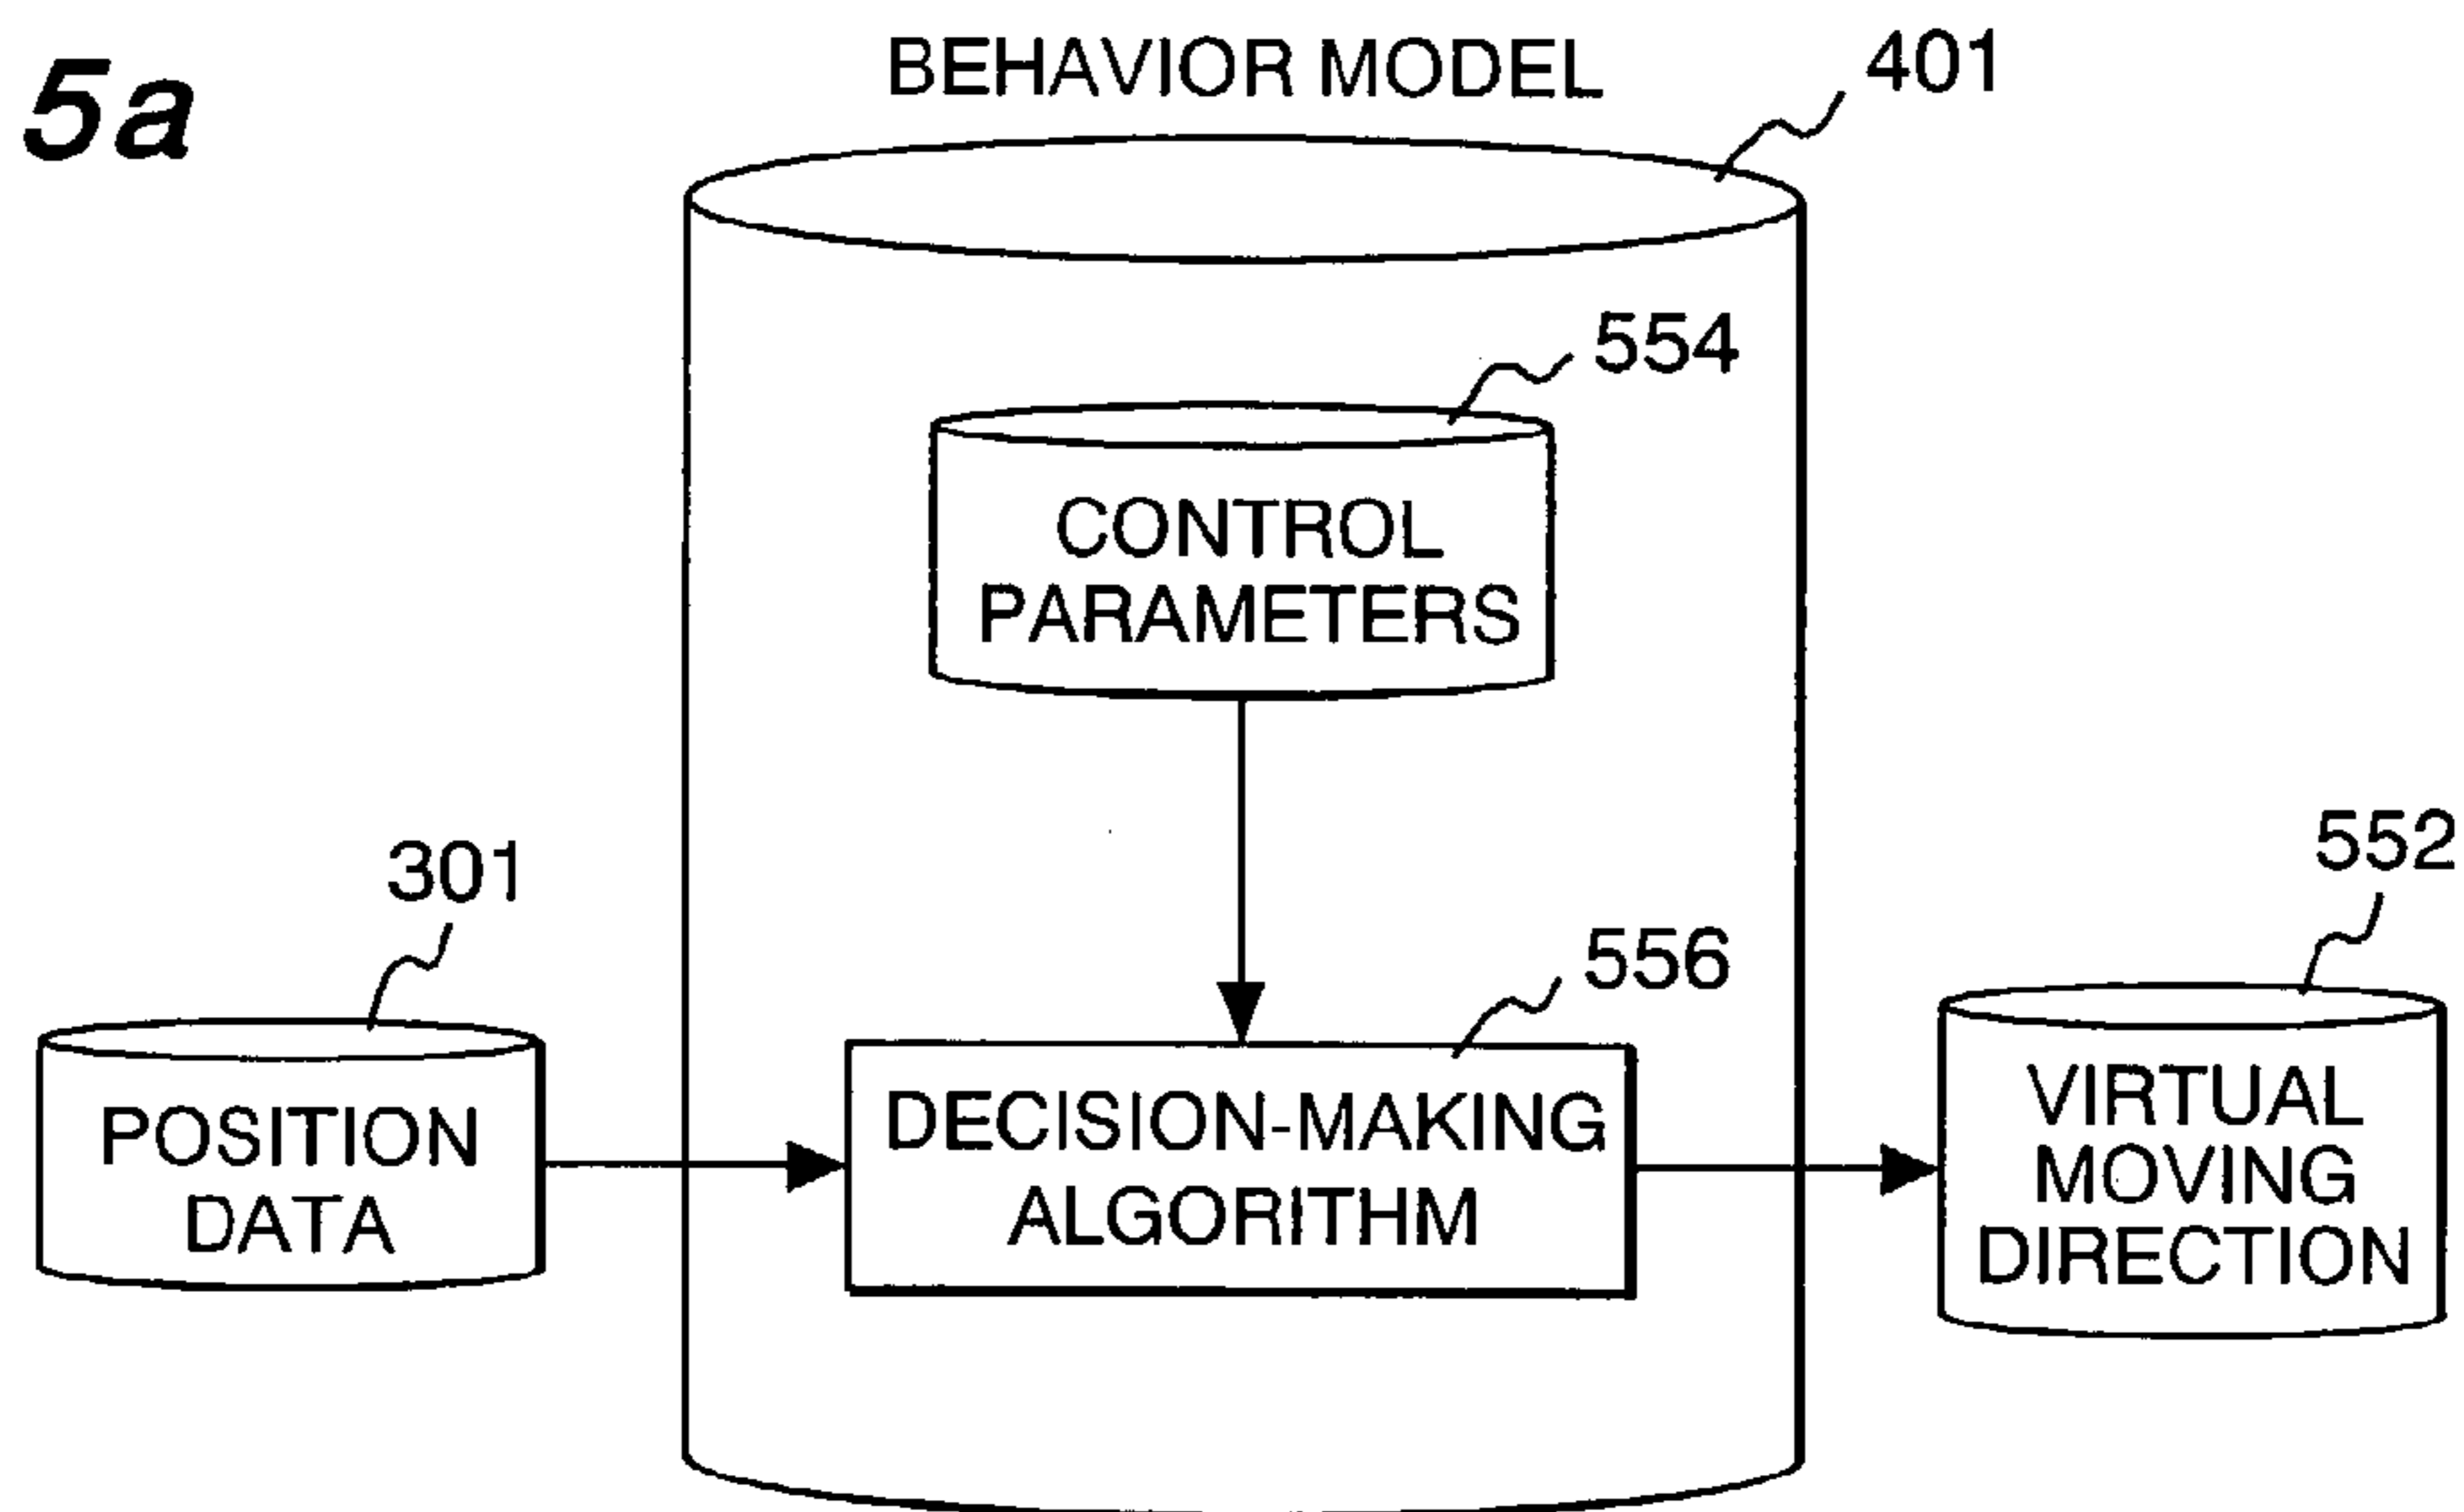 5a
BEHAVIOR MODEL
401
554
CONTROL
PARAMETERS
301
552
556
POSITION
DATA
DECISION-MAKING
ALGORITHM
VIRTUAL
MOVING
DIRECTION